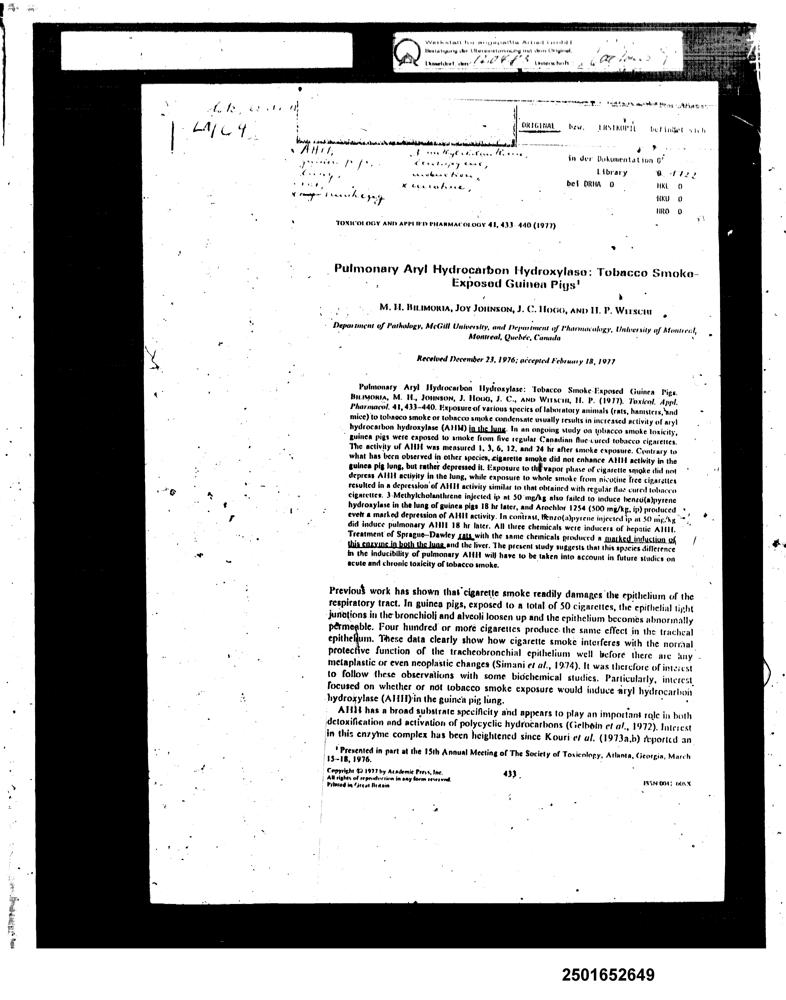 Werkstatt für angepaßte Arbeit GmbH
Bestätigung der Übereinstimmung mit dem Original.
Düsseldorf, den Unterschrift
LA/C 4
ORIGINAL bzw. ERSTKOPIE befindet sich
in der Dokumentation
Library
bei DRHA O HKL O
HKU O
HRO O
AHH,
TOXICOLOGY AND APPLIED PHARMACOLOGY 41, 433-440 (1977)
Pulmonary Aryl Hydrocarbon Hydroxylase: Tobacco Smoke-
Exposed Guinea Pigs¹
M. H. BILIMORIA, JOY JOHNSON, J. C. HOGG, AND H. P. WITSCHI
Department of Pathology, McGill University, and Department of Pharmacology, University of Montreal,
Montreal, Quebec, Canada
Received December 23, 1976; accepted February 18, 1977
Pulmonary Aryl Hydrocarbon Hydroxylase: Tobacco Smoke-Exposed Guinea Pigs.
BILIMORIA, M. H., JOHNSON, J. HOGG, J. C., AND WITSCHI, H. P. (1977). Toxicol. Appl.
Pharmacol. 41, 433-440. Exposure of various species of laboratory animals (rats, hamsters, and
mice) to tobacco smoke or tobacco smoke condensate usually results in increased activity of aryl
hydrocarbon hydroxylase (AHH) in the lung. In an ongoing study on tobacco smoke toxicity,
guinea pigs were exposed to smoke from five regular Canadian flue-cured tobacco cigarettes.
The activity of AHH was measured 1, 3, 6, 12, and 24 hr after smoke exposure. Contrary to
what has been observed in other species, cigarette smoke did not enhance AHH activity in the
guinea pig lung, but rather depressed it. Exposure to the vapor phase of cigarette smoke did not
depress AHH activity in the lung, while exposure to whole smoke from nicotine free cigarettes
resulted in a depression of AHH activity similar to that obtained with regular flue cured tobacco
cigarettes. 3-Methylcholanthrene injected ip at 50 mg/kg also failed to induce benzo(a)pyrene
hydroxylase in the lung of guinea pigs 18 hr later, and Arochlor 1254 (500 mg/kg, ip) produced
even a marked depression of AHH activity. In contrast, benzo(a)pyrene injected ip at 50 mg/kg
did induce pulmonary AHH 18 hr later. All three chemicals were inducers of hepatic AHH.
Treatment of Sprague-Dawley rats with the same chemicals produced a marked induction of
this enzyme in both the lung and the liver. The present study suggests that this species difference
in the inducibility of pulmonary AHH will have to be taken into account in future studies on
acute and chronic toxicity of tobacco smoke.
Previous work has shown that cigarette smoke readily damages the epithelium of the
respiratory tract. In guinea pigs, exposed to a total of 50 cigarettes, the epithelial tight
junctions in the bronchioli and alveoli loosen up and the epithelium becomes abnormally
permeable. Four hundred or more cigarettes produce the same effect in the tracheal
epithelium. These data clearly show how cigarette smoke interferes with the normal
protective function of the tracheobronchial epithelium well before there are any
metaplastic or even neoplastic changes (Simani et al., 1974). It was therefore of interest
to follow these observations with some biochemical studies. Particularly, interest
focused on whether or not tobacco smoke exposure would induce aryl hydrocarbon
hydroxylase (AHH) in the guinea pig lung.
AHH has a broad substrate specificity and appears to play an important role in both
detoxification and activation of polycyclic hydrocarbons (Gelboin et al., 1972). Interest
in this enzyme complex has been heightened since Kouri et al. (1973a,b) reported an
¹ Presented in part at the 15th Annual Meeting of The Society of Toxicology, Atlanta, Georgia, March
15-18, 1976.
Copyright © 1977 by Academic Press, Inc.
All rights of reproduction in any form reserved.
Printed in Great Britain
433
2501652649